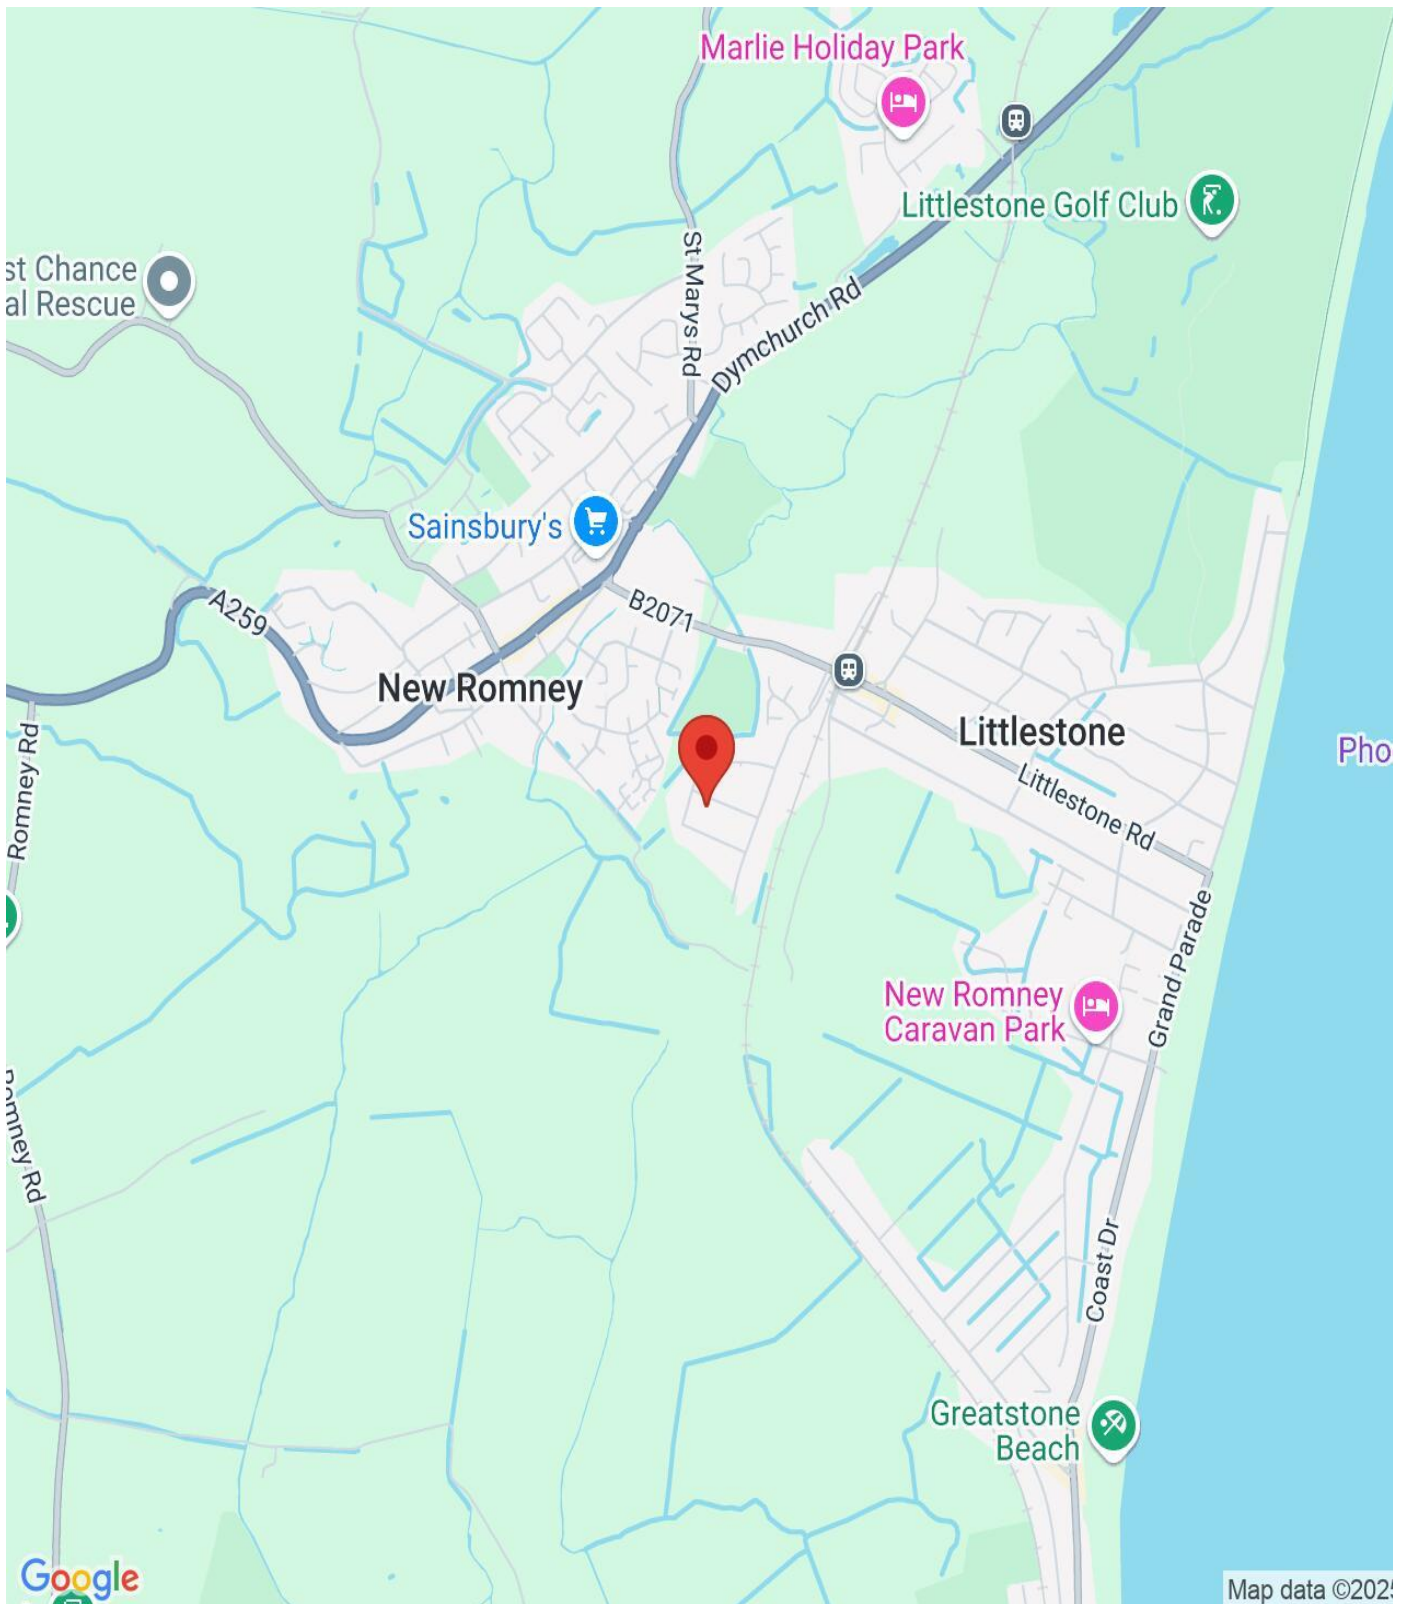 Marlie Holiday Park
Littlestone Golf Club
st Chance
al Rescue
St Marys Rd
Dymchurch Rd
Sainsbury's
A259
B2071
New Romney
Littlestone
Pho
Romney Rd
Littlestone Rd
Grand Parade
New Romney
Caravan Park
Romney Rd
Coast Dr
Greatstone
Beach
Google
Map data ©2025